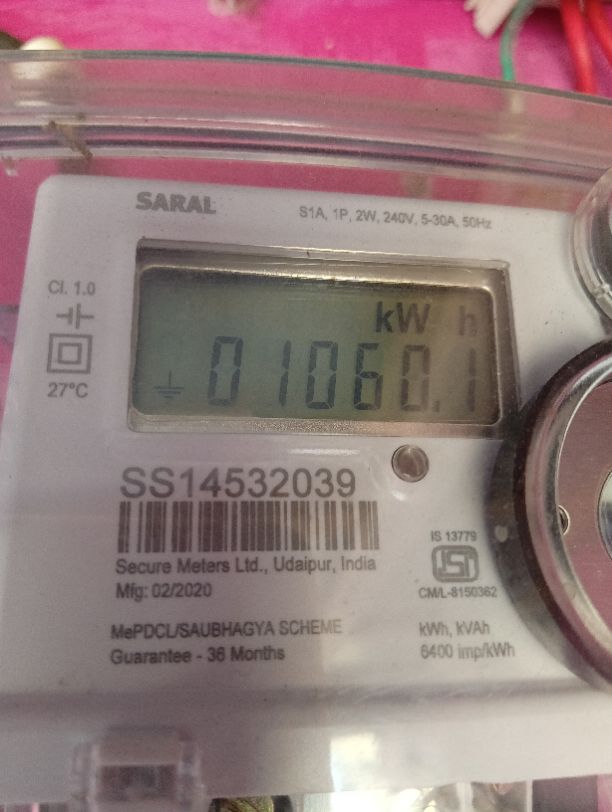 SARAL
S1A, 1P, 2W, 240V, 5-30A, 50Hz
Cl. 1.0
27°C
kW h
01060.1
SS14532039
Secure Meters Ltd., Udaipur, India
Mfg: 02/2020
IS 13779
ISI
CM/L-8150362
MePDCL/SAUBHAGYA SCHEME
Guarantee - 36 Months
kWh, kVAh
6400 imp/kWh